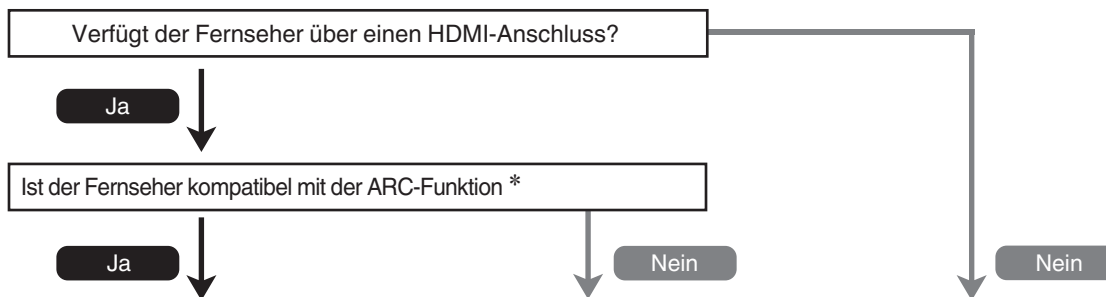 Verfügt der Fernseher über einen HDMI-Anschluss?
Ja
Ist der Fernseher kompatibel mit der ARC-Funktion *
Ja
Nein
Nein